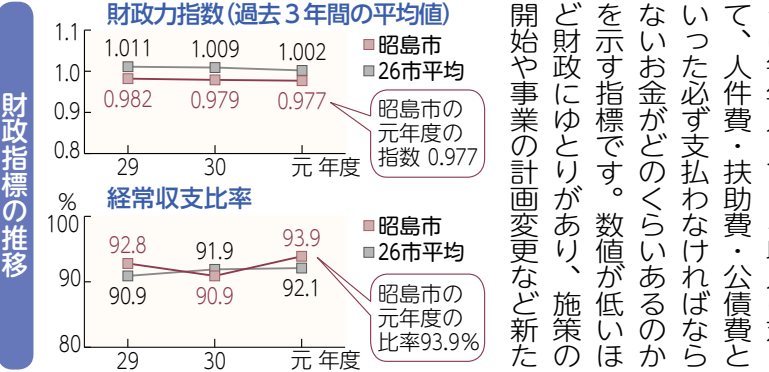 財政指標の推移
財政力指数（過去３年間の平均値）
1.1
1.0
0.9
0.8
1.011
1.009
1.002
0.982
0.979
0.977
29
30
元 年度
昭島市
26市平均
昭島市の
元年度の
指数 0.977
経常収支比率
%
100
90
80
92.8
91.9
93.9
90.9
90.9
92.1
29
30
元 年度
昭島市
26市平均
昭島市の
元年度の
比率93.9%
て、人件費・扶助費・公債費と
いった必ず支払わなければなら
ないお金がどのくらいあるのか
を示す指標です。数値が低いほ
ど財政にゆとりがあり、施策の
開始や事業の計画変更など新た